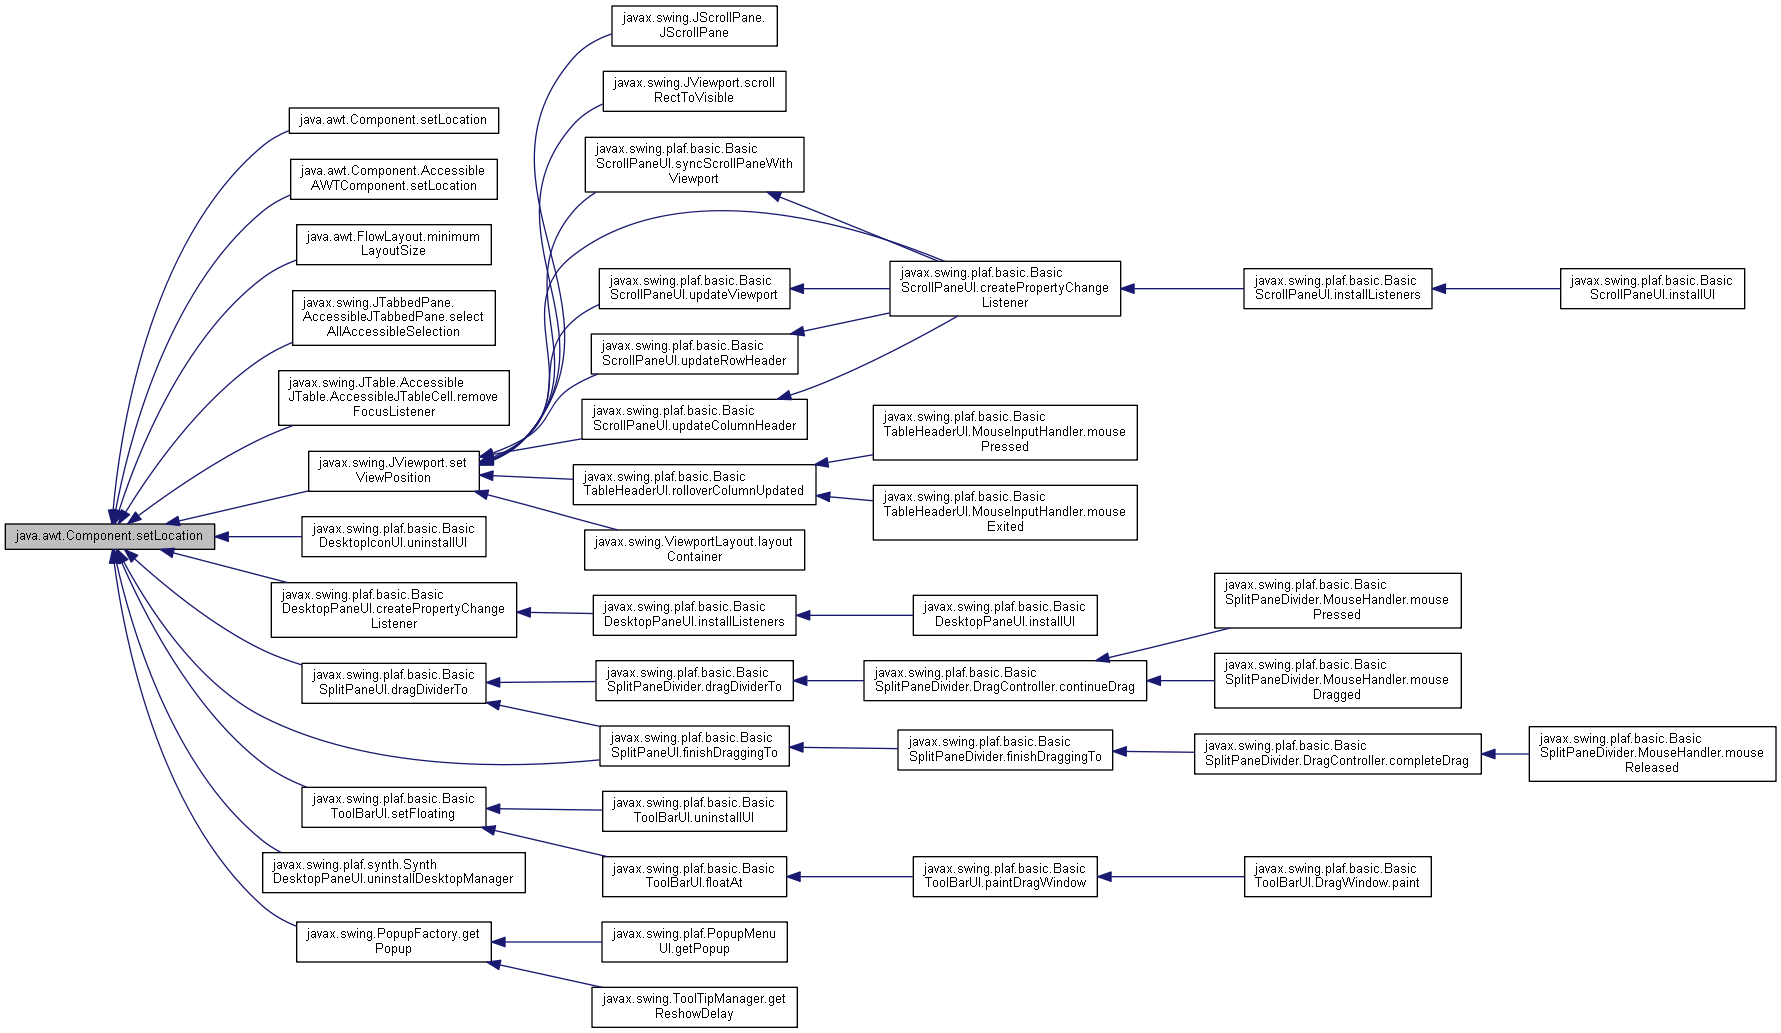 javax.swing.JScrollPane.
JScrollPane
javax.swing.JViewport.scroll
RectToVisible
java.awt.Component.setLocation
javax.swing.plaf.basic.Basic
ScrollPaneUI.syncScrollPaneWith
Viewport
java.awt.Component.Accessible
AWTComponent.setLocation
java.awt.FlowLayout.minimum
LayoutSize
javax.swing.plaf.basic.Basic
ScrollPaneUI.updateViewport
javax.swing.plaf.basic.Basic
ScrollPaneUI.createPropertyChange
Listener
javax.swing.plaf.basic.Basic
ScrollPaneUI.installListeners
javax.swing.plaf.basic.Basic
ScrollPaneUI.installUI
javax.swing.JTabbedPane.
AccessibleJTabbedPane.select
AllAccessibleSelection
javax.swing.plaf.basic.Basic
ScrollPaneUI.updateRowHeader
javax.swing.JTable.Accessible
JTable.AccessibleJTableCell.remove
FocusListener
javax.swing.plaf.basic.Basic
ScrollPaneUI.updateColumnHeader
javax.swing.plaf.basic.Basic
TableHeaderUI.MouseInputHandler.mouse
Pressed
javax.swing.JViewport.set
ViewPosition
javax.swing.plaf.basic.Basic
TableHeaderUI.rolloverColumnUpdated
javax.swing.plaf.basic.Basic
TableHeaderUI.MouseInputHandler.mouse
Exited
java.awt.Component.setLocation
javax.swing.plaf.basic.Basic
DesktopIconUI.uninstallUI
javax.swing.ViewportLayout.layout
Container
javax.swing.plaf.basic.Basic
DesktopPaneUI.createPropertyChange
Listener
javax.swing.plaf.basic.Basic
DesktopPaneUI.installListeners
javax.swing.plaf.basic.Basic
DesktopPaneUI.installUI
javax.swing.plaf.basic.Basic
SplitPaneDivider.MouseHandler.mouse
Pressed
javax.swing.plaf.basic.Basic
SplitPaneUI.dragDividerTo
javax.swing.plaf.basic.Basic
SplitPaneDivider.dragDividerTo
javax.swing.plaf.basic.Basic
SplitPaneDivider.DragController.continueDrag
javax.swing.plaf.basic.Basic
SplitPaneDivider.MouseHandler.mouse
Dragged
javax.swing.plaf.basic.Basic
SplitPaneUI.finishDraggingTo
javax.swing.plaf.basic.Basic
SplitPaneDivider.finishDraggingTo
javax.swing.plaf.basic.Basic
SplitPaneDivider.DragController.completeDrag
javax.swing.plaf.basic.Basic
SplitPaneDivider.MouseHandler.mouse
Released
javax.swing.plaf.basic.Basic
ToolBarUI.setFloating
javax.swing.plaf.basic.Basic
ToolBarUI.uninstallUI
javax.swing.plaf.synth.Synth
DesktopPaneUI.uninstallDesktopManager
javax.swing.plaf.basic.Basic
ToolBarUI.floatAt
javax.swing.plaf.basic.Basic
ToolBarUI.paintDragWindow
javax.swing.plaf.basic.Basic
ToolBarUI.DragWindow.paint
javax.swing.PopupFactory.get
Popup
javax.swing.plaf.PopupMenu
UI.getPopup
javax.swing.ToolTipManager.get
ReshowDelay